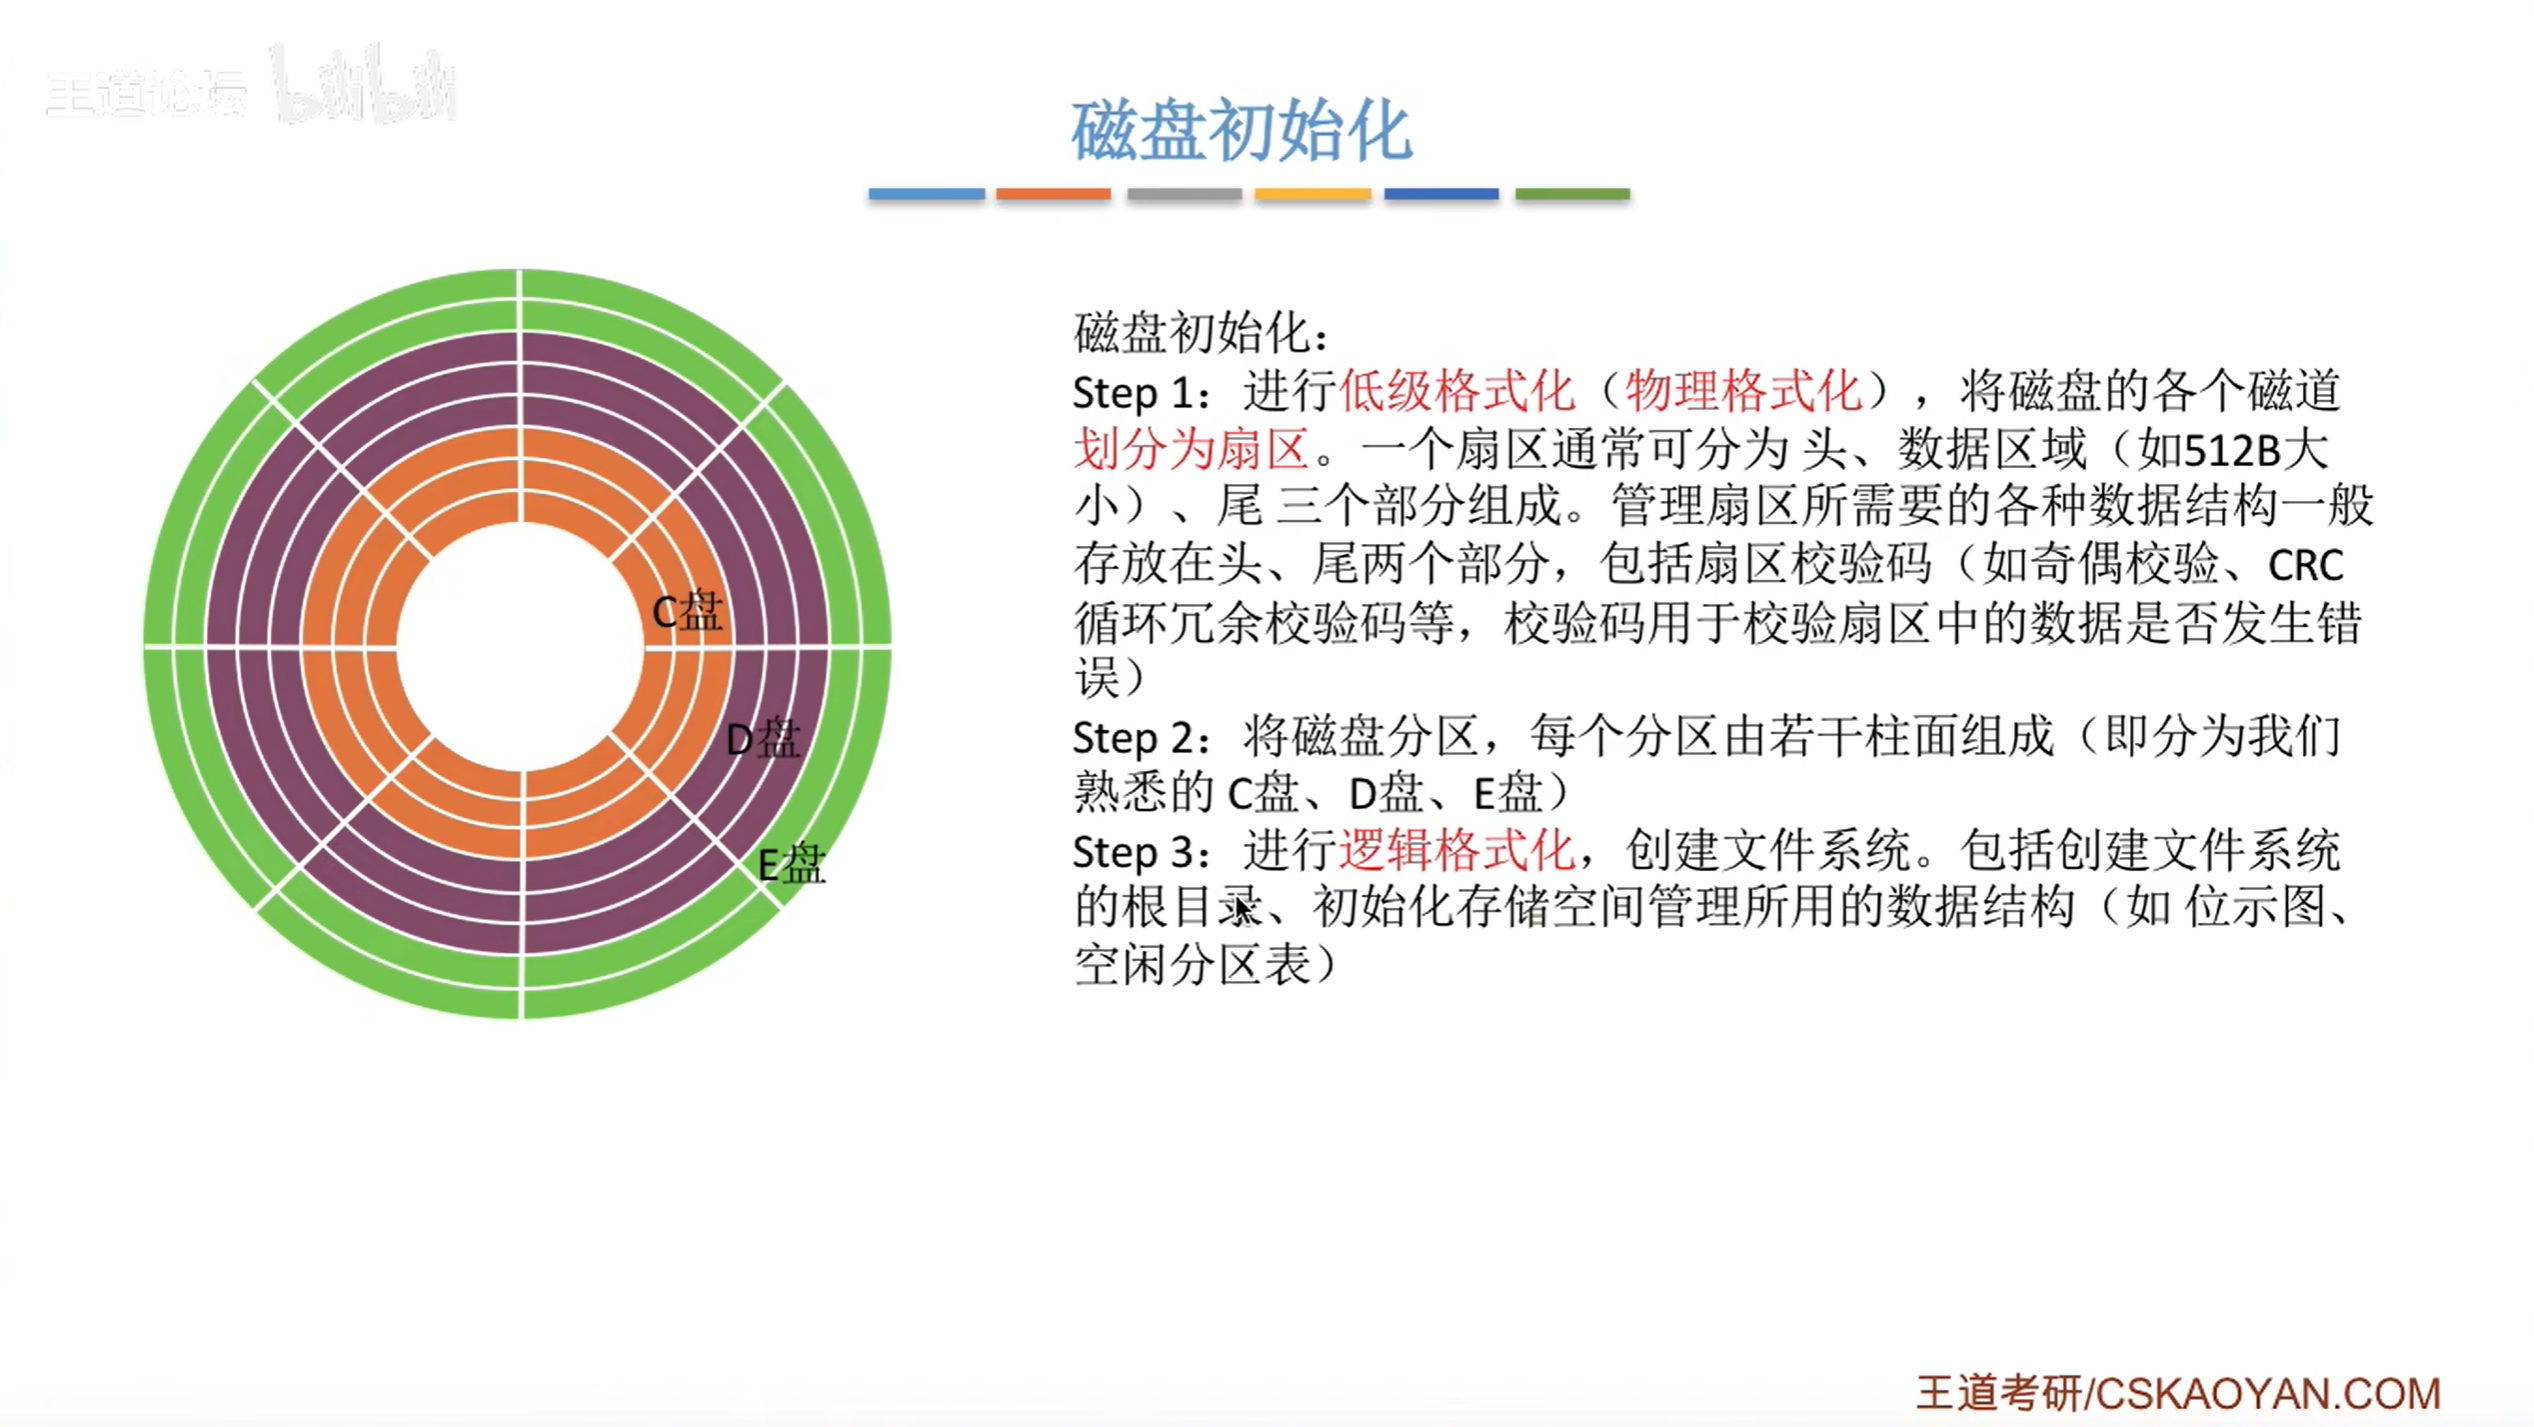 王道论坛 bilibili
磁盘初始化
磁盘初始化：
Step 1：进行低级格式化（物理格式化），将磁盘的各个磁道
划分为扇区。一个扇区通常可分为 头、数据区域（如512B大
小）、尾 三个部分组成。管理扇区所需要的各种数据结构一般
存放在头、尾两个部分，包括扇区校验码（如奇偶校验、CRC
循环冗余校验码等，校验码用于校验扇区中的数据是否发生错
误）
Step 2：将磁盘分区，每个分区由若干柱面组成（即分为我们
熟悉的 C盘、D盘、E盘）
Step 3：进行逻辑格式化，创建文件系统。包括创建文件系统
的根目录、初始化存储空间管理所用的数据结构（如 位示图、
空闲分区表）
C盘
D盘
E盘
王道考研/CSKAOYAN.COM